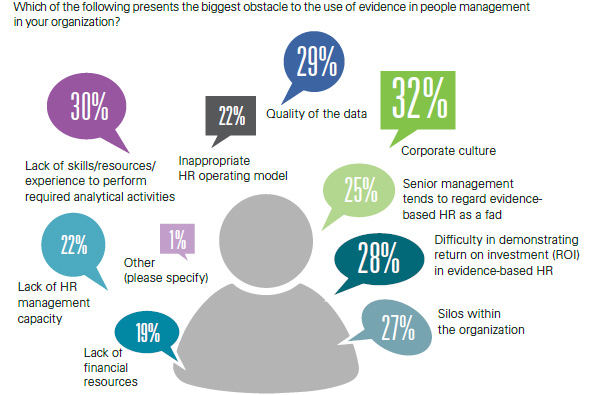 Which of the following presents the biggest obstacle to the use of evidence in people management
in your organization?
29%
Quality of the data
32%
Corporate culture
30%
Lack of skills/resources/
experience to perform
required analytical activities
22%
Inappropriate
HR operating model
25%
Senior management
tends to regard evidence-
based HR as a fad
22%
Lack of HR
management
capacity
1%
Other
(please specify)
28%
Difficulty in demonstrating
return on investment (ROI)
in evidence-based HR
19%
Lack of
financial
resources
27%
Silos within
the organization